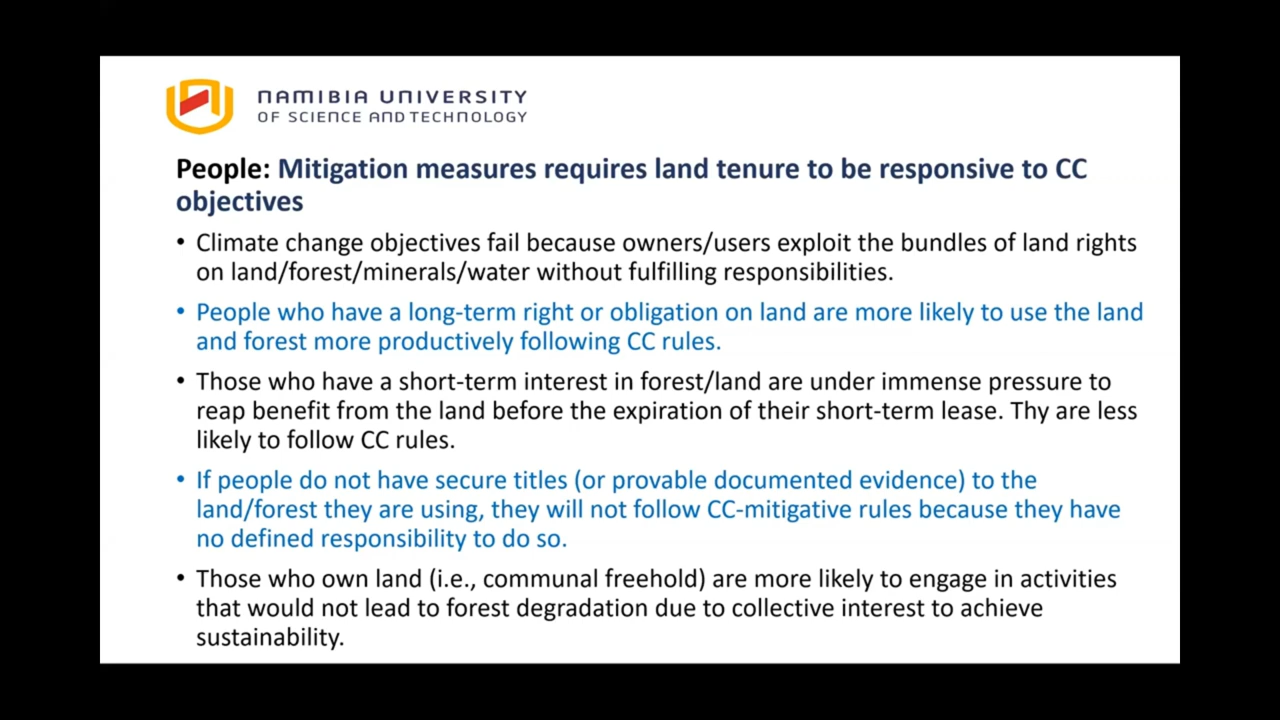 NAMIBIA UNIVERSITY
OF SCIENCE AND TECHNOLOGY
People: Mitigation measures requires land tenure to be responsive to CC
objectives
• Climate change objectives fail because owners/users exploit the bundles of land rights
on land/forest/minerals/water without fulfilling responsibilities.
• People who have a long-term right or obligation on land are more likely to use the land
and forest more productively following CC rules.
• Those who have a short-term interest in forest/land are under immense pressure to
reap benefit from the land before the expiration of their short-term lease. Thy are less
likely to follow CC rules.
• If people do not have secure titles (or provable documented evidence) to the
land/forest they are using, they will not follow CC-mitigative rules because they have
no defined responsibility to do so.
• Those who own land (i.e., communal freehold) are more likely to engage in activities
that would not lead to forest degradation due to collective interest to achieve
sustainability.